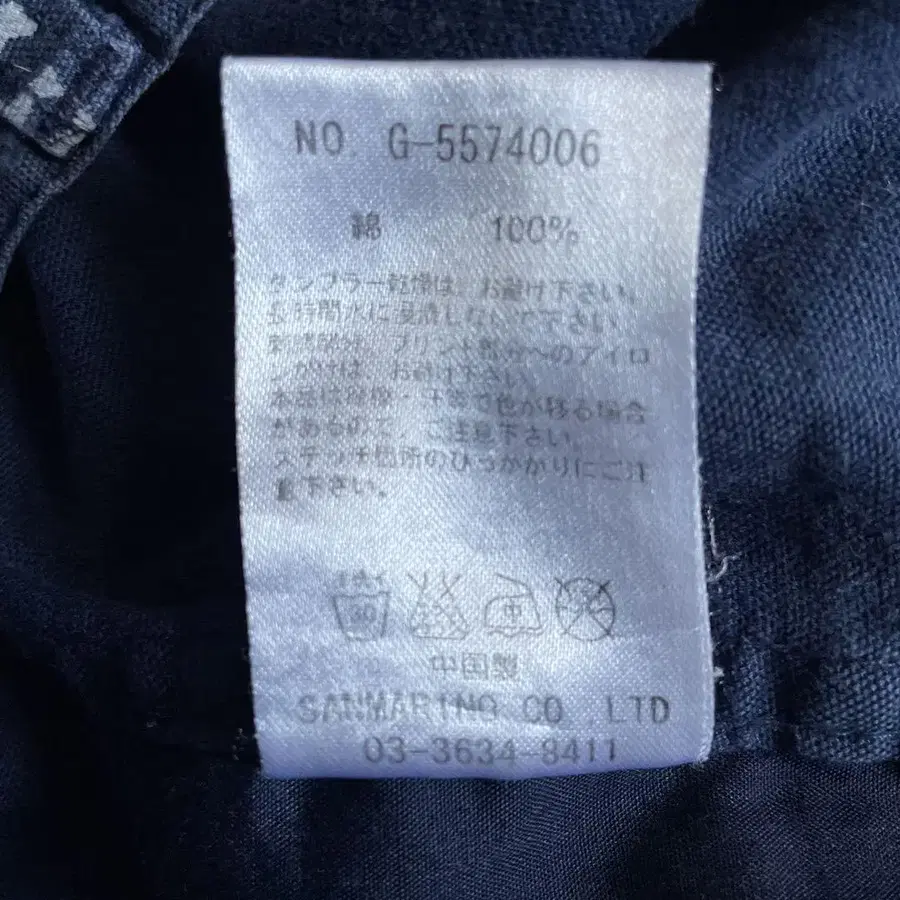 NO. G-5574006
綿 100%
タンブラー乾燥は、お避け下さい。
長時間水に浸漬しないで下さい
刺繍部分、プリント部分へのアイロ
ンがけは、お避け下さい。
本品は摩擦・汗等で色が移る場合
があるので、ご注意下さい。
ステッチ箇所のひっかかりにご注
意下さい。
30
中
中国製
SANMARINO CO.,LTD
03-3634-8411